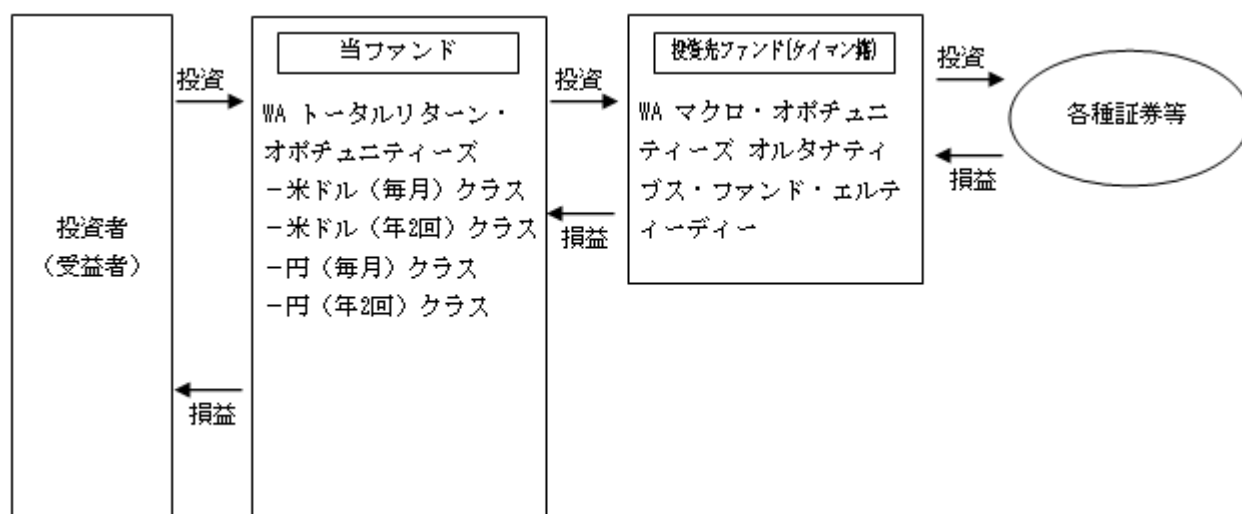 投資者
(受益者)
投資
損益
当ファンド
WA トータルリターン・
オポチュニティーズ
－米ドル（毎月）クラス
－米ドル（年2回）クラス
－円（毎月）クラス
－円（年2回）クラス
投資
損益
投資先ファンド(ケイマン籍)
WA マクロ・オポチュニ
ティーズ オルタナティ
ブス・ファンド・エルテ
ィーディー
投資
損益
各種証券等